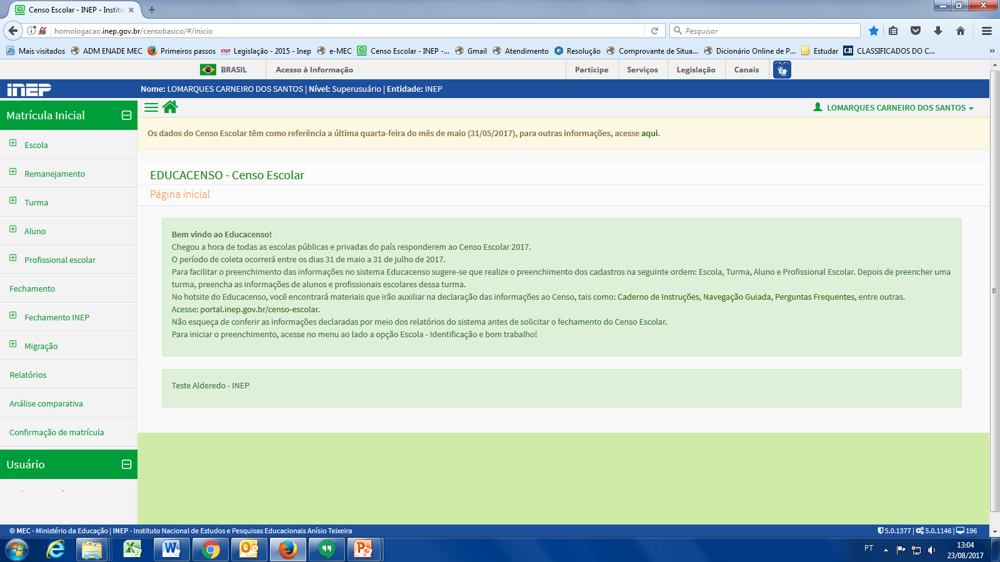 Censo Escolar - INEP - Institu
homologacao.inep.gov.br/censobasico/#/inicio
Pesquisar
Mais visitados
ADM ENADE MEC
Primeiros passos
Legislação - 2015 - Inep
e-MEC
Censo Escolar - INEP -...
Gmail
Atendimento
Resolução
Comprovante de Situa...
Dicionário Online de P...
Estudar
CLASSIFICADOS DO C...
BRASIL
Acesso à Informação
Participe
Serviços
Legislação
Canais
inep
Nome: LOMARQUES CARNEIRO DOS SANTOS | Nível: Superusuário | Entidade: INEP
LOMARQUES CARNEIRO DOS SANTOS
Matrícula Inicial
Escola
Remanejamento
Turma
Aluno
Profissional escolar
Fechamento
Fechamento INEP
Migração
Relatórios
Análise comparativa
Confirmação de matrícula
Usuário
Os dados do Censo Escolar têm como referência a última quarta-feira do mês de maio (31/05/2017), para outras informações, acesse aqui.
EDUCACENSO - Censo Escolar
Página inicial
Bem vindo ao Educacenso!
Chegou a hora de todas as escolas públicas e privadas do país responderem ao Censo Escolar 2017.
O período de coleta ocorrerá entre os dias 31 de maio a 31 de julho de 2017.
Para facilitar o preenchimento das informações no sistema Educacenso sugere-se que realize o preenchimento dos cadastros na seguinte ordem: Escola, Turma, Aluno e Profissional Escolar. Depois de preencher uma
turma, preencha as informações de alunos e profissionais escolares dessa turma.
No hotsite do Educacenso, você encontrará materiais que irão auxiliar na declaração das informações ao Censo, tais como: Caderno de Instruções, Navegação Guiada, Perguntas Frequentes, entre outras.
Acesse: portal.inep.gov.br/censo-escolar.
Não esqueça de conferir as informações declaradas por meio dos relatórios do sistema antes de solicitar o fechamento do Censo Escolar.
Para iniciar o preenchimento, acesse no menu ao lado a opção Escola - Identificação e bom trabalho!
Teste Alderedo - INEP
© MEC - Ministério da Educação | INEP - Instituto Nacional de Estudos e Pesquisas Educacionais Anísio Teixeira
5.0.1377 | 5.0.1146 | 196
PT
13:04
23/08/2017